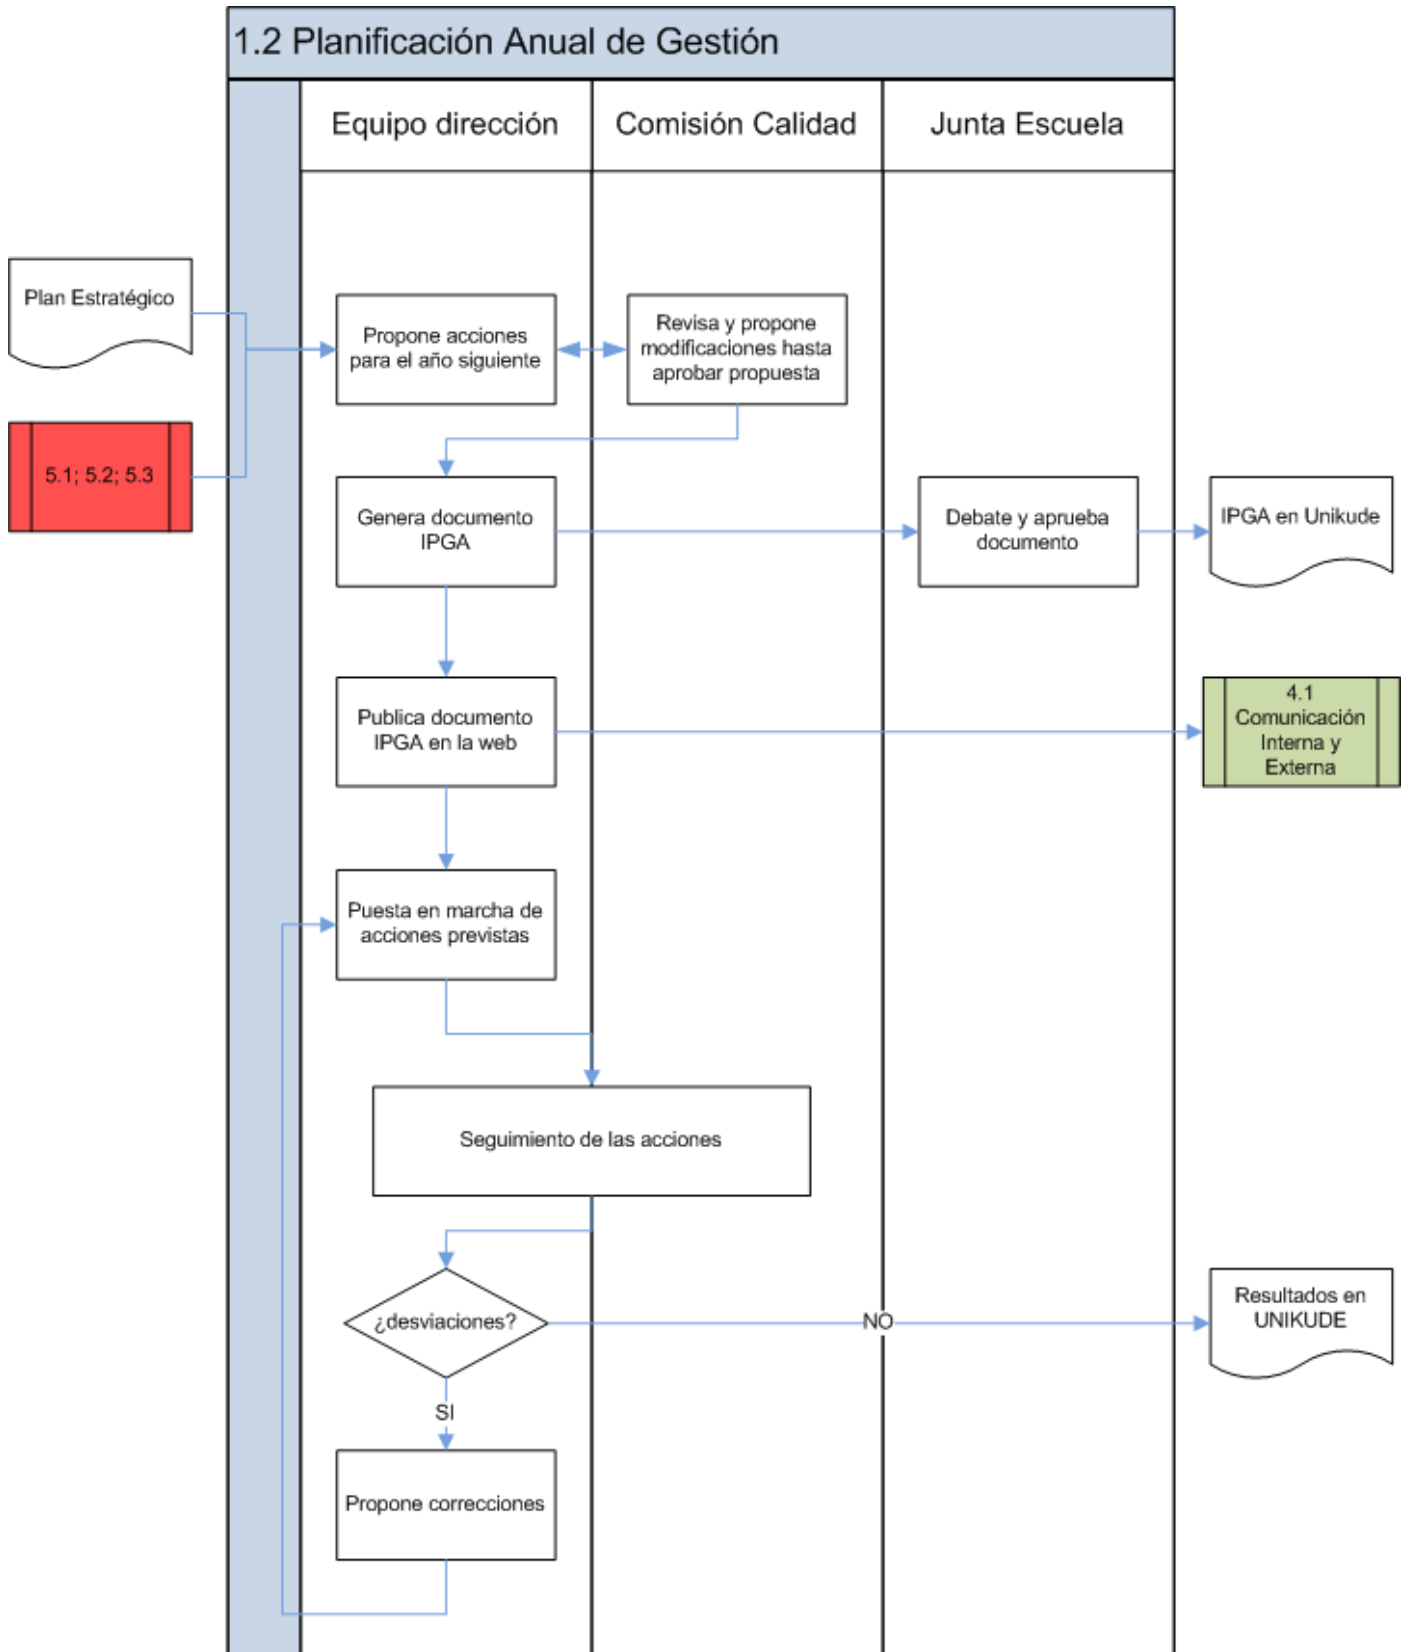 1.2 Planificación Anual de Gestión
Equipo dirección
Comisión Calidad
Junta Escuela
Plan Estratégico
Propone acciones
para el año siguiente
Revisa y propone
modificaciones hasta
aprobar propuesta
5.1; 5.2; 5.3
Genera documento
IPGA
Debate y aprueba
documento
IPGA en Unikude
Publica documento
IPGA en la web
4.1
Comunicación
Interna y
Externa
Puesta en marcha de
acciones previstas
Seguimiento de las acciones
¿desviaciones?
NO
Resultados en
UNIKUDE
SI
Propone correcciones